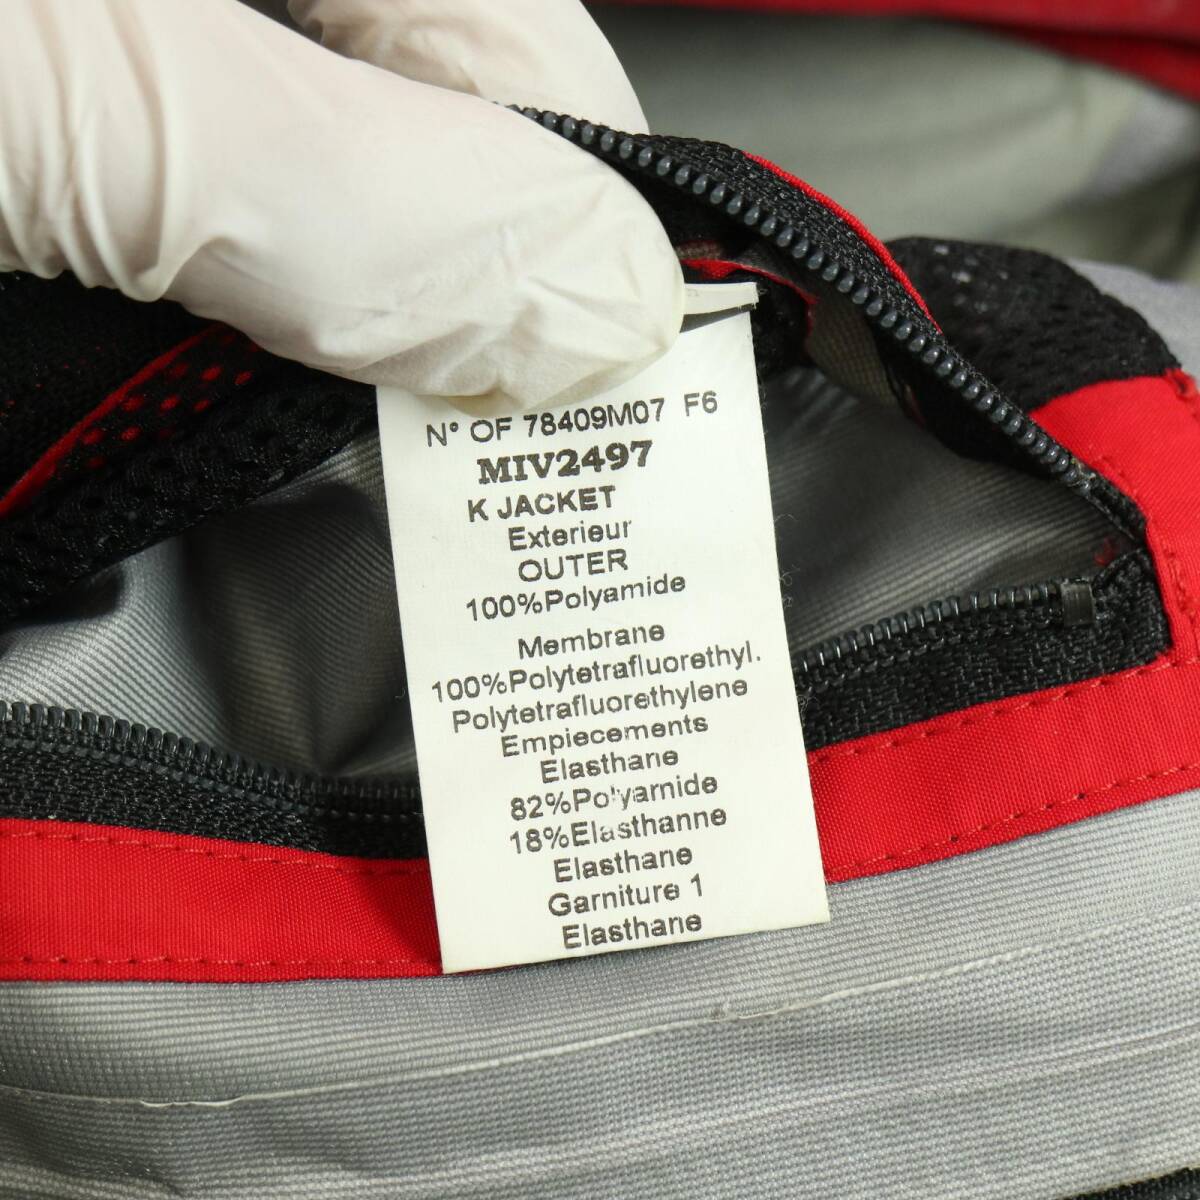 N° OF 78409M07 F6
MIV2497
K JACKET
Exterieur
OUTER
100%Polyamide
Membrane
100%Polytetrafluorethyl.
Polytetrafluorethylene
Empiecements
Elasthane
82%Polyamide
18%Elasthanne
Elasthane
Garniture 1
Elasthane